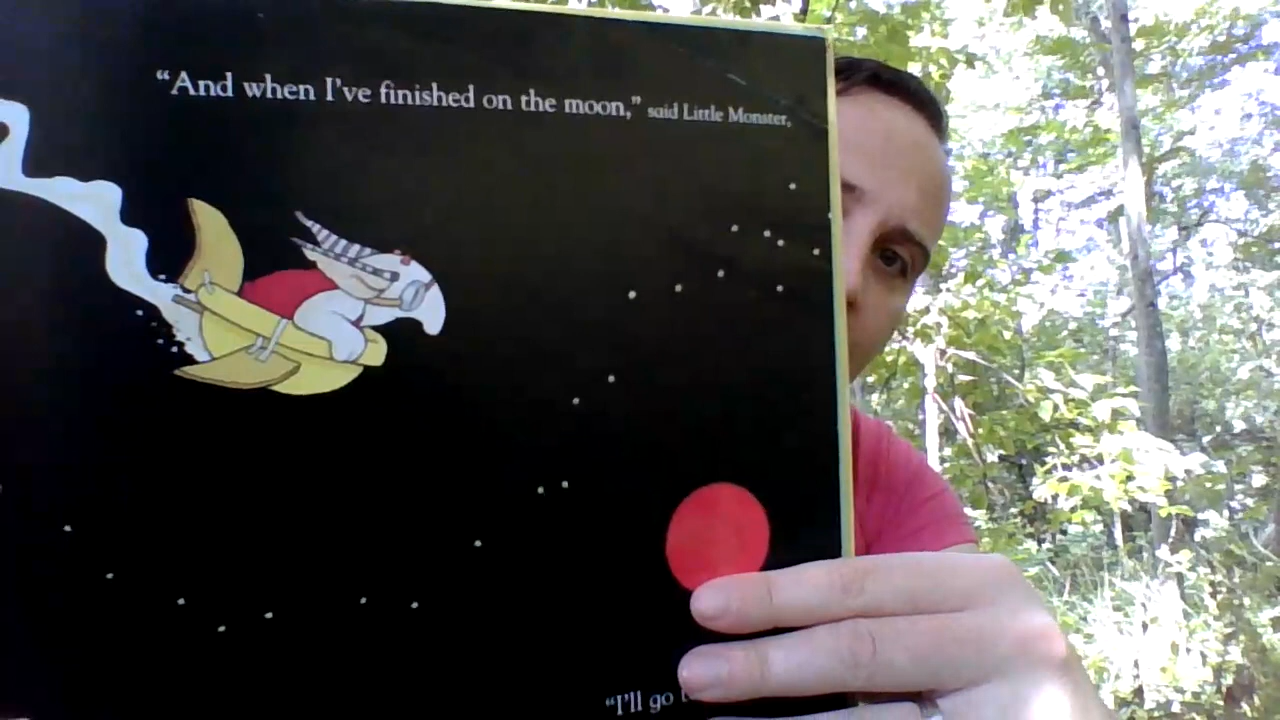 “And when I’ve finished on the moon,” said Little Monster,
“I’ll go